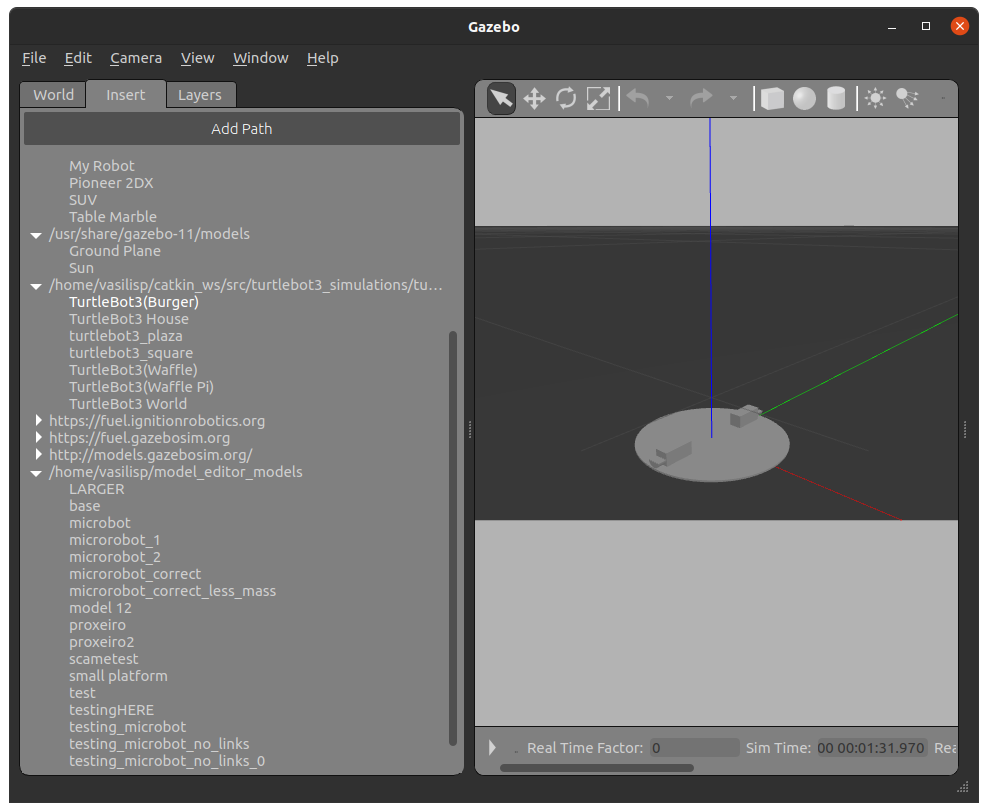 Gazebo
File Edit Camera View Window Help
World Insert Layers
Add Path
My Robot
Pioneer 2DX
SUV
Table Marble
/usr/share/gazebo-11/models
Ground Plane
Sun
/home/vasilisp/catkin_ws/src/turtlebot3_simulations/tu...
TurtleBot3(Burger)
TurtleBot3 House
turtlebot3_plaza
turtlebot3_square
TurtleBot3(Waffle)
TurtleBot3(Waffle Pi)
TurtleBot3 World
https://fuel.ignitionrobotics.org
https://fuel.gazebosim.org
http://models.gazebosim.org/
/home/vasilisp/model_editor_models
LARGER
base
microbot
microrobot_1
microrobot_2
microrobot_correct
microrobot_correct_less_mass
model 12
proxeiro
proxeiro2
scametest
small platform
test
testingHERE
testing_microbot
testing_microbot_no_links
testing_microbot_no_links_0
Real Time Factor: 0 Sim Time: 00 00:01:31.970 Rea